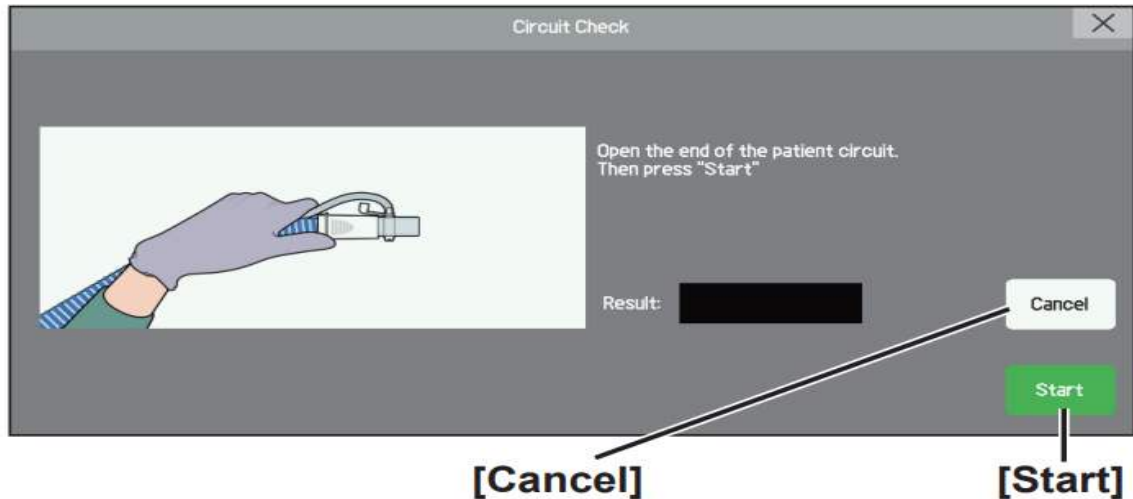 Circuit Check
Open the end of the patient circuit.
Then press "Start"
Result:
Cancel
Start
[Cancel]
[Start]